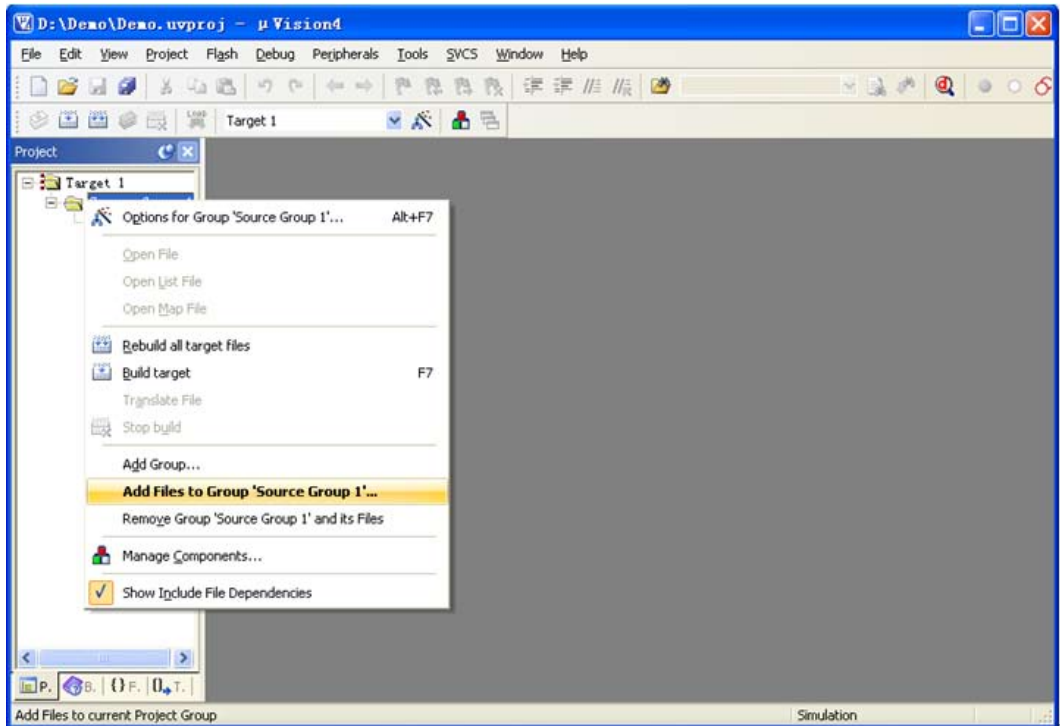 D:\Demo\Demo.uvproj - µVision4
File Edit View Project Flash Debug Peripherals Tools SVCS Window Help
Target 1
Project
Target 1
Options for Group 'Source Group 1'... Alt+F7
Open File
Open List File
Open Map File
Rebuild all target files
Build target F7
Translate File
Stop build
Add Group...
Add Files to Group 'Source Group 1'...
Remove Group 'Source Group 1' and its Files
Manage Components...
Show Include File Dependencies
P. B. {} F. 0 T.
Add Files to current Project Group Simulation